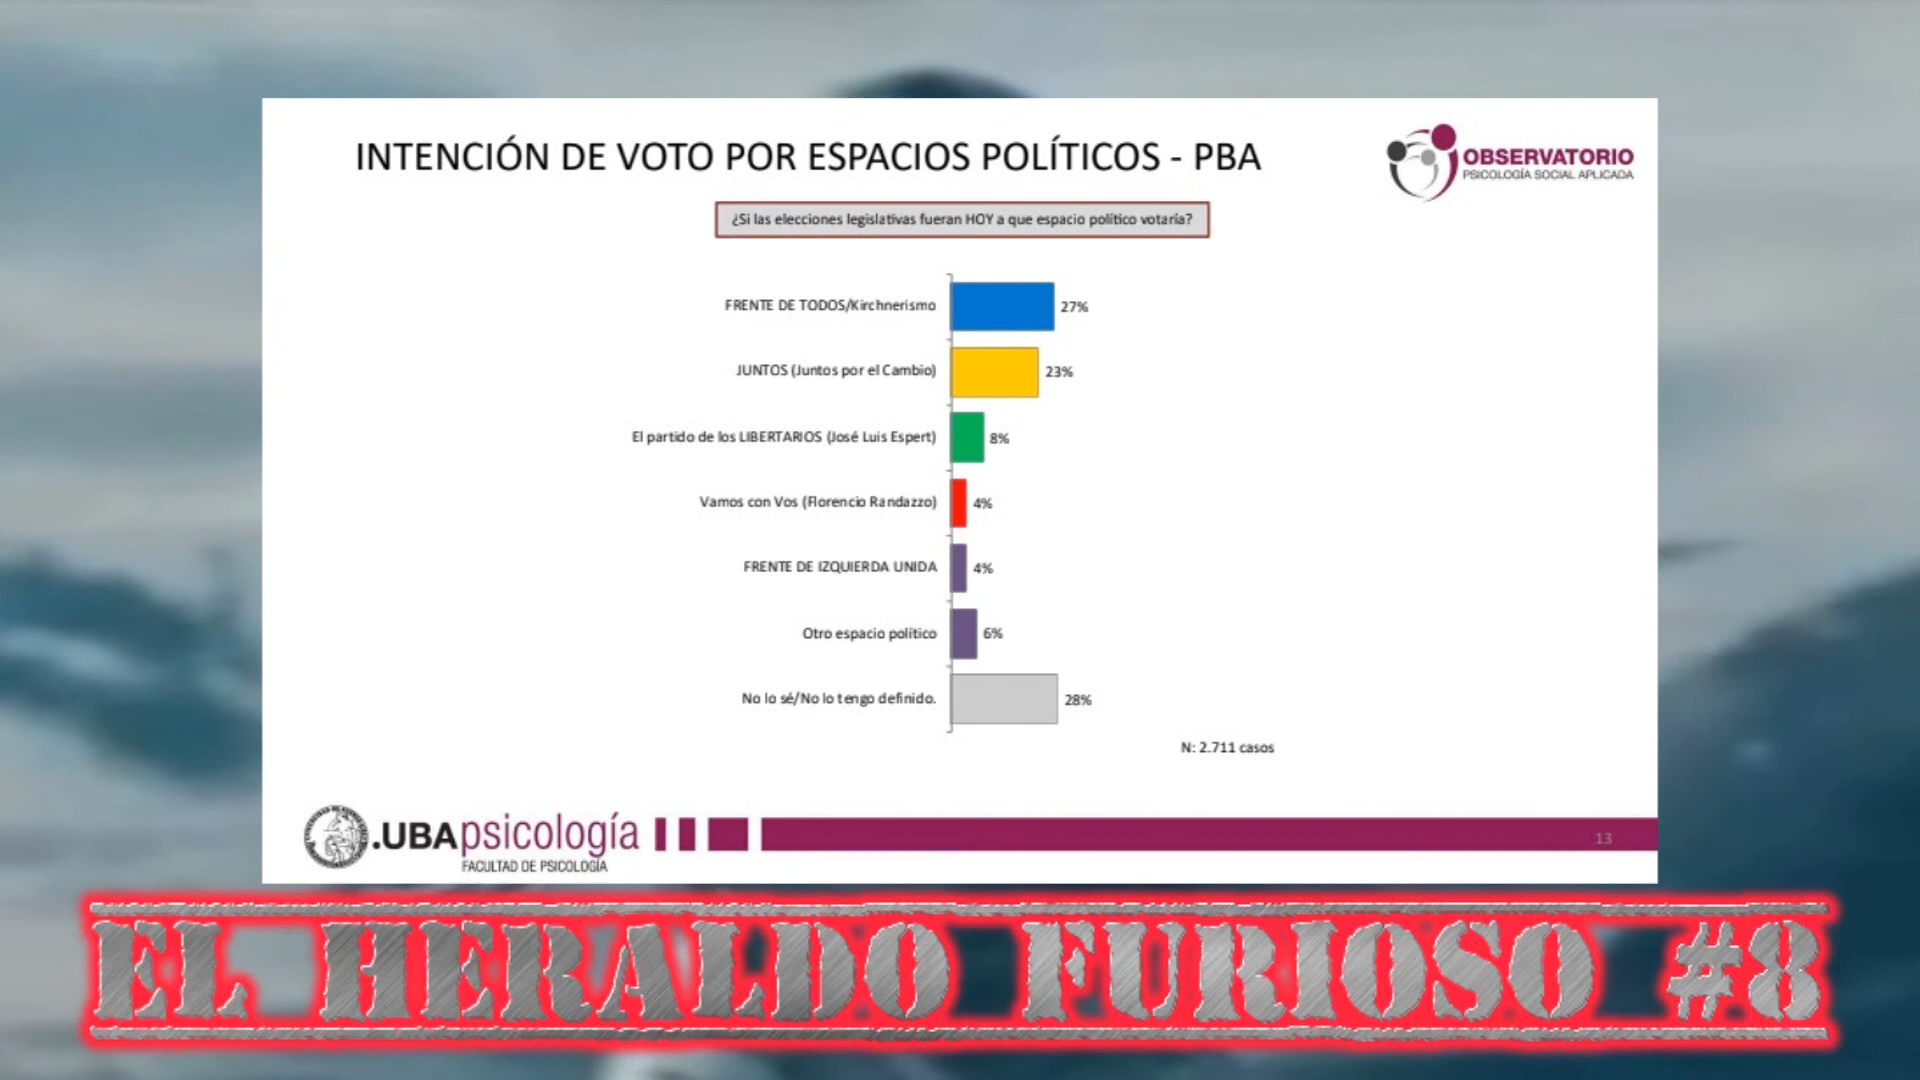 INTENCIÓN DE VOTO POR ESPACIOS POLÍTICOS - PBA
OBSERVATORIO
PSICOLOGÍA SOCIAL APLICADA
¿Si las elecciones legislativas fueran HOY a que espacio político votaría?
FRENTE DE TODOS/Kirchnerismo 27%
JUNTOS (Juntos por el Cambio) 23%
El partido de los LIBERTARIOS (José Luis Espert) 8%
Vamos con Vos (Florencio Randazzo) 4%
FRENTE DE IZQUIERDA UNIDA 4%
Otro espacio político 6%
No lo sé/No lo tengo definido. 28%
N: 2.711 casos
.UBApsicología
FACULTAD DE PSICOLOGÍA
13
EL HERALDO FURIOSO #8